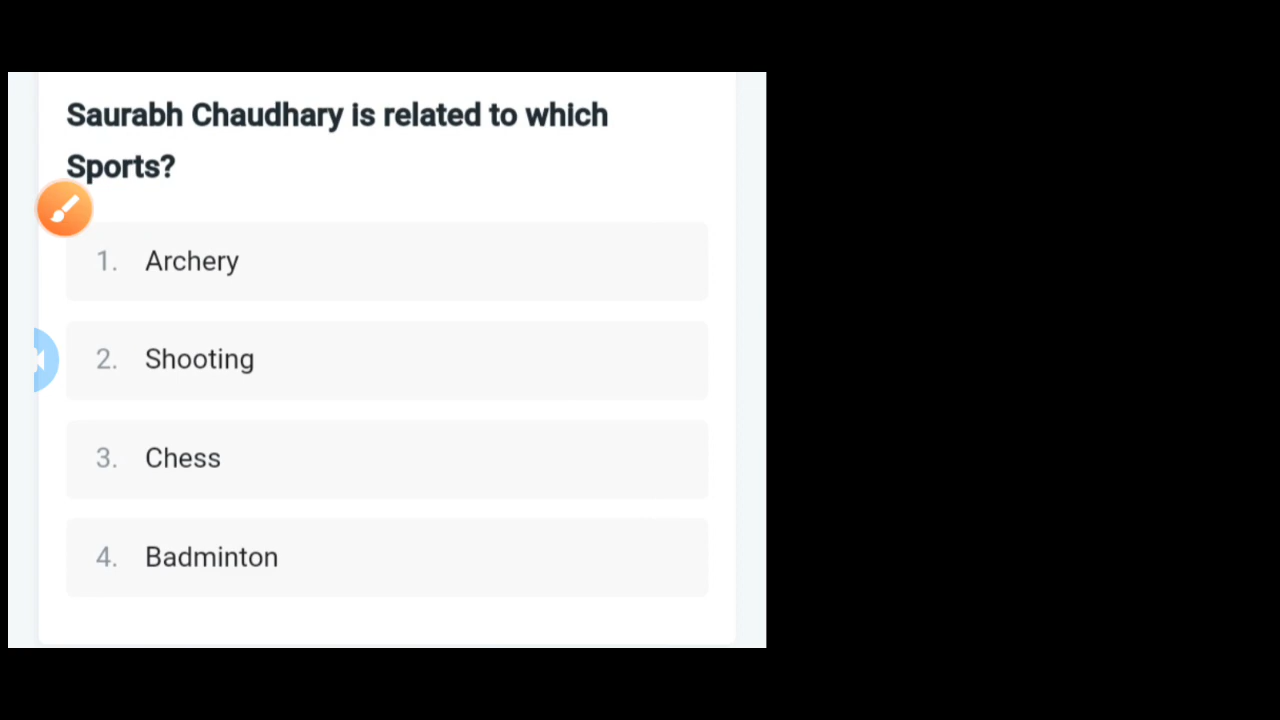 Saurabh Chaudhary is related to which
Sports?
1. Archery
2. Shooting
3. Chess
4. Badminton